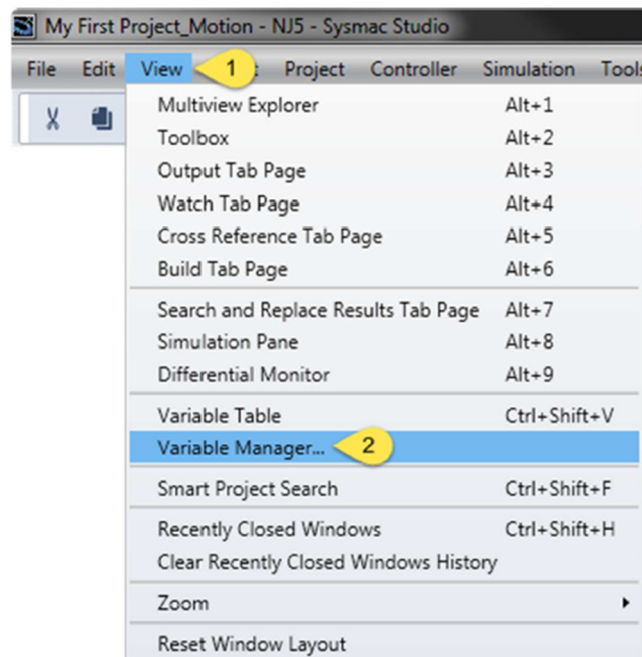 My First Project_Motion - NJ5 - Sysmac Studio
File Edit View 1 Project Controller Simulation Tools
Multiview Explorer Alt+1
Toolbox Alt+2
Output Tab Page Alt+3
Watch Tab Page Alt+4
Cross Reference Tab Page Alt+5
Build Tab Page Alt+6
Search and Replace Results Tab Page Alt+7
Simulation Pane Alt+8
Differential Monitor Alt+9
Variable Table Ctrl+Shift+V
Variable Manager... 2
Smart Project Search Ctrl+Shift+F
Recently Closed Windows Ctrl+Shift+H
Clear Recently Closed Windows History
Zoom
Reset Window Layout